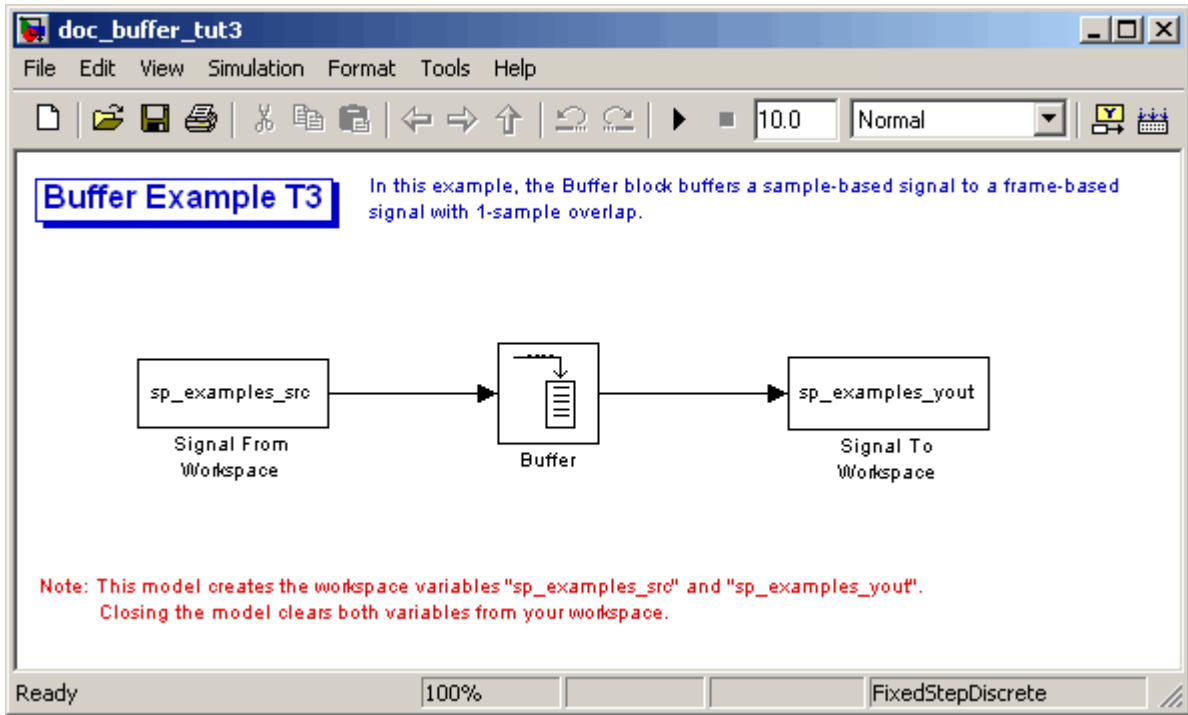 doc_buffer_tut3
File Edit View Simulation Format Tools Help
10.0 Normal
Buffer Example T3
In this example, the Buffer block buffers a sample-based signal to a frame-based
signal with 1-sample overlap.
sp_examples_src
Signal From
Workspace
Buffer
sp_examples_yout
Signal To
Workspace
Note: This model creates the workspace variables "sp_examples_src" and "sp_examples_yout".
Closing the model clears both variables from your workspace.
Ready 100% FixedStepDiscrete